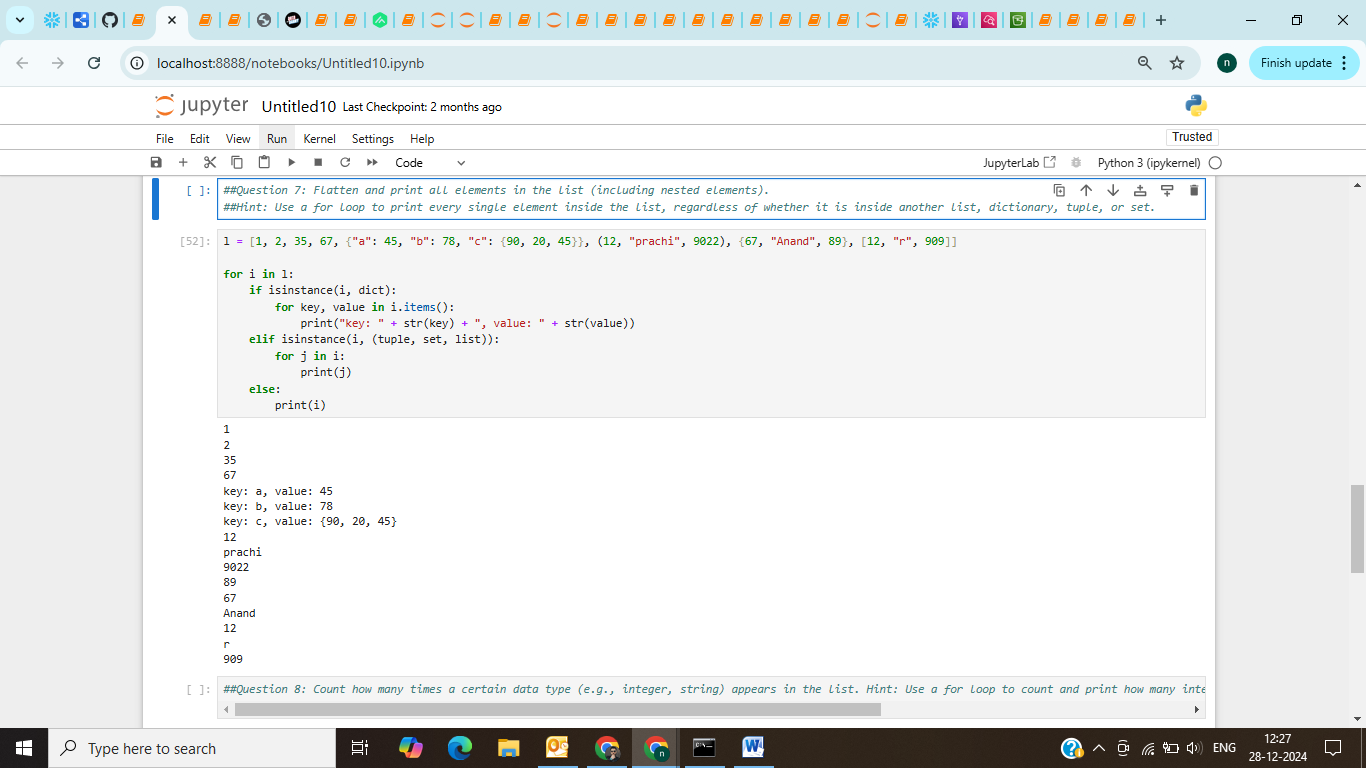 localhost:8888/notebooks/Untitled10.ipynb
n
Finish update
jupyter Untitled10 Last Checkpoint: 2 months ago
File Edit View Run Kernel Settings Help
Trusted
Code
JupyterLab
Python 3 (ipykernel)
[ ]: ##Question 7: Flatten and print all elements in the list (including nested elements).
##Hint: Use a for loop to print every single element inside the list, regardless of whether it is inside another list, dictionary, tuple, or set.
[52]: l = [1, 2, 35, 67, {"a": 45, "b": 78, "c": {90, 20, 45}}, (12, "prachi", 9022), {67, "Anand", 89}, [12, "r", 909]]
for i in l:
    if isinstance(i, dict):
        for key, value in i.items():
            print("key: " + str(key) + ", value: " + str(value))
    elif isinstance(i, (tuple, set, list)):
        for j in i:
            print(j)
    else:
        print(i)
1
2
35
67
key: a, value: 45
key: b, value: 78
key: c, value: {90, 20, 45}
12
prachi
9022
89
67
Anand
12
r
909
[ ]: ##Question 8: Count how many times a certain data type (e.g., integer, string) appears in the list. Hint: Use a for loop to count and print how many inte
Type here to search
ENG
12:27
28-12-2024